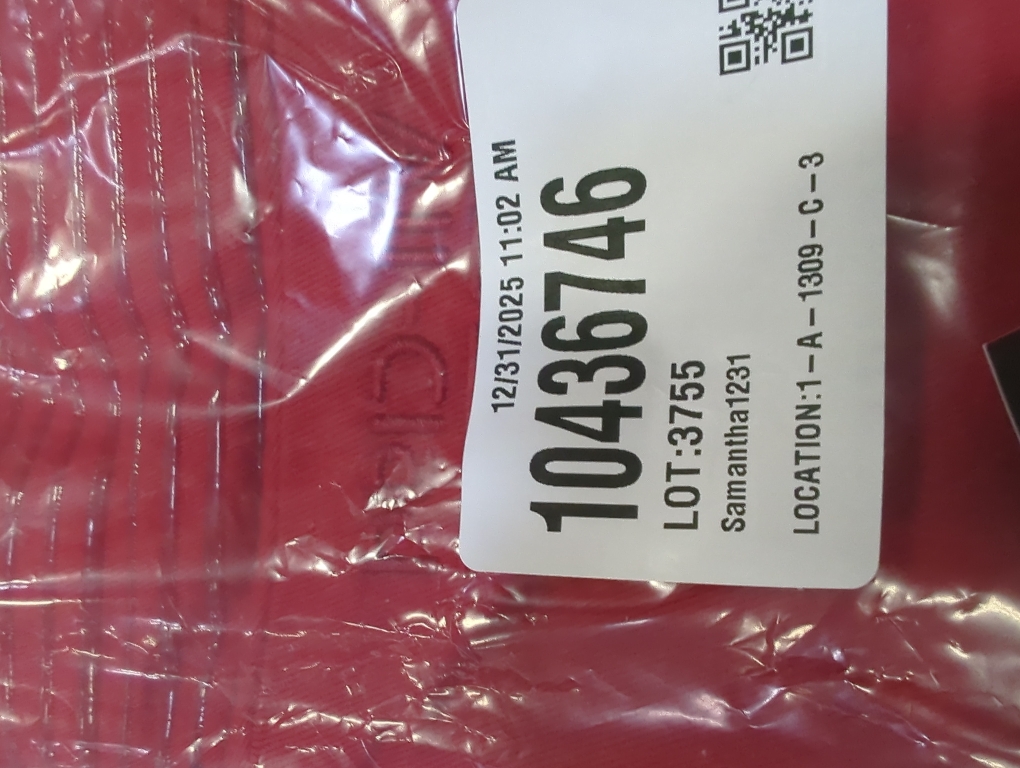 12/31/2025 11:02 AM
10436746
LOT:3755
Samantha1231
LOCATION:1-A-1309-C-3